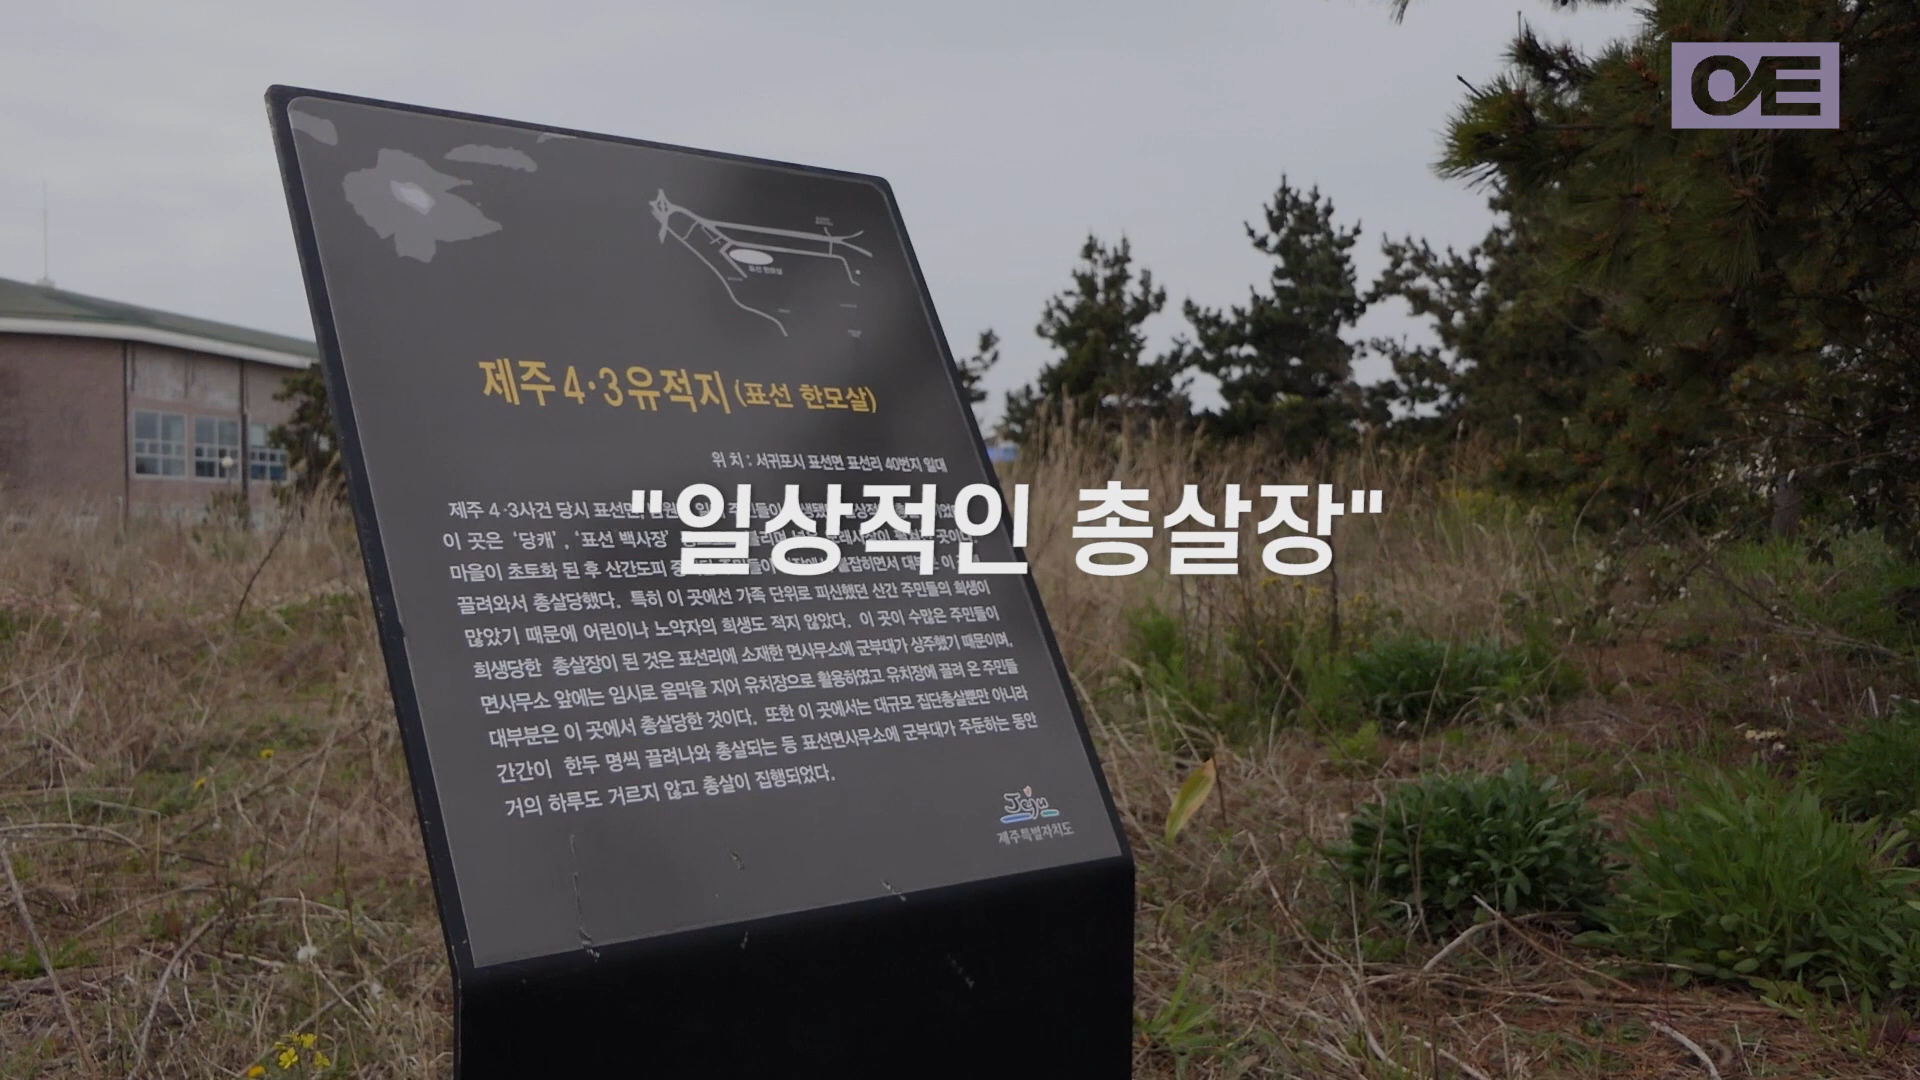 OE
표선 한모살
제주 4·3유적지 (표선 한모살)
위 치 : 서귀포시 표선면 표선리 40번지 일대
"일상적인 총살장"
제주 4·3사건 당시 표선면,
이 곳은 '당캐', '표선 백사장'
마을이 초토화 된 후 산간도피
끌려와서 총살당했다. 특히 이 곳에선 가족 단위로 피신했던 산간 주민들의 희생이
많았기 때문에 어린이나 노약자의 희생도 적지 않았다. 이 곳이 수많은 주민들이
희생당한 총살장이 된 것은 표선리에 소재한 면사무소에 군부대가 상주했기 때문이며,
면사무소 앞에는 임시로 움막을 지어 유치장으로 활용하였고 유치장에 끌려 온 주민들
대부분은 이 곳에서 총살당한 것이다. 또한 이 곳에서는 대규모 집단총살뿐만 아니라
간간이 한두 명씩 끌려나와 총살되는 등 표선면사무소에 군부대가 주둔하는 동안
거의 하루도 거르지 않고 총살이 집행되었다.
Jeju
제주특별자치도